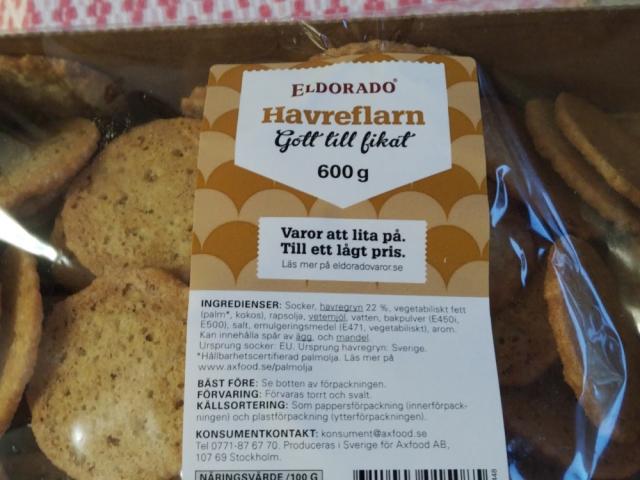 ELDORADO®
Havreflarn
Gott till fikat
600 g
Varor att lita på.
Till ett lågt pris.
Läs mer på eldoradovaror.se
INGREDIENSER: Socker, havregryn 22 %, vegetabiliskt fett
(palm*, kokos), rapsolja, vetemjöl, vatten, bakpulver (E450i,
E500), salt, emulgeringsmedel (E471, vegetabiliskt), arom.
Kan innehålla spår av ägg, och mandel.
Ursprung socker: EU. Ursprung havregryn: Sverige.
*Hållbarhetscertifierad palmolja. Läs mer på
www.axfood.se/palmolja
BÄST FÖRE: Se botten av förpackningen.
FÖRVARING: Förvaras torrt och svalt.
KÄLLSORTERING: Som pappersförpackning (innerförpack-
ningen) och plastförpackning (ytterförpackningen).
KONSUMENTKONTAKT: konsument@axfood.se
Tel 0771-87 67 70. Produceras i Sverige för Axfood AB,
107 69 Stockholm.
NÄRINGSVÄRDE /100 G